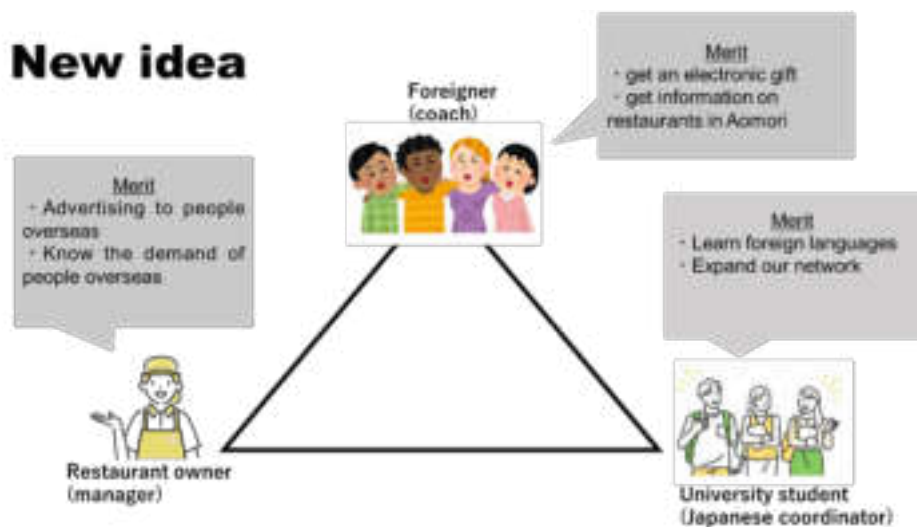 New idea
Foreigner
(coach)
Merit
・get an electronic gift
・get information on
restaurants in Aomori
Merit
・Advertising to people
overseas
・Know the demand of
people overseas
Merit
・Learn foreign languages
・Expand our network
Restaurant owner
(manager)
University student
(Japanese coordinator)